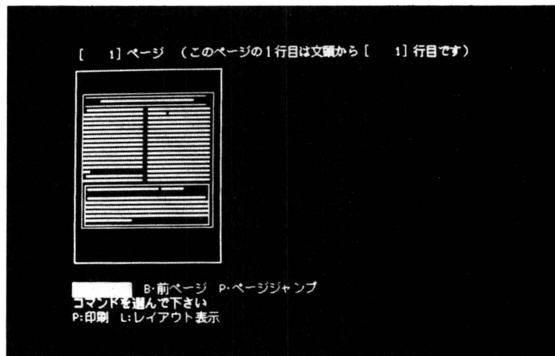 [　　1] ページ　(このページの1行目は文頭から [　　1] 行目です)
B･前ページ　P･ページジャンプ
コマンドを選んで下さい
P:印刷　L:レイアウト表示